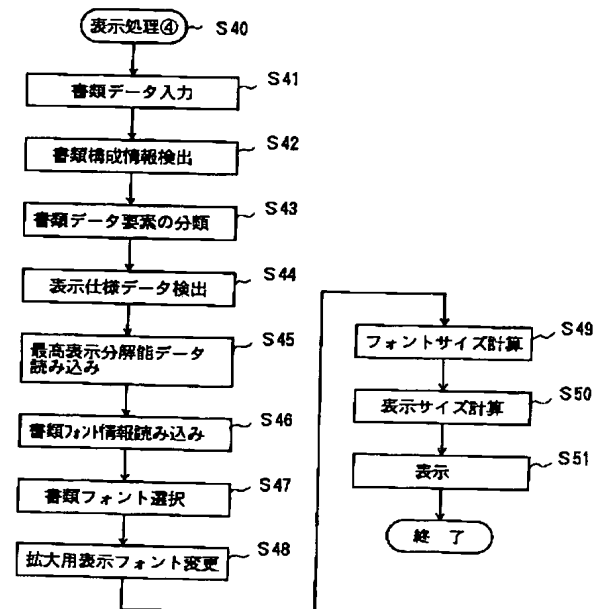 表示処理④ S40
書類データ入力 S41
書類構成情報検出 S42
書類データ要素の分類 S43
表示仕様データ検出 S44
最高表示分解能データ
読み込み S45
書類フォント情報読み込み S46
書類フォント選択 S47
拡大用表示フォント変更 S48
フォントサイズ計算 S49
表示サイズ計算 S50
表示 S51
終了